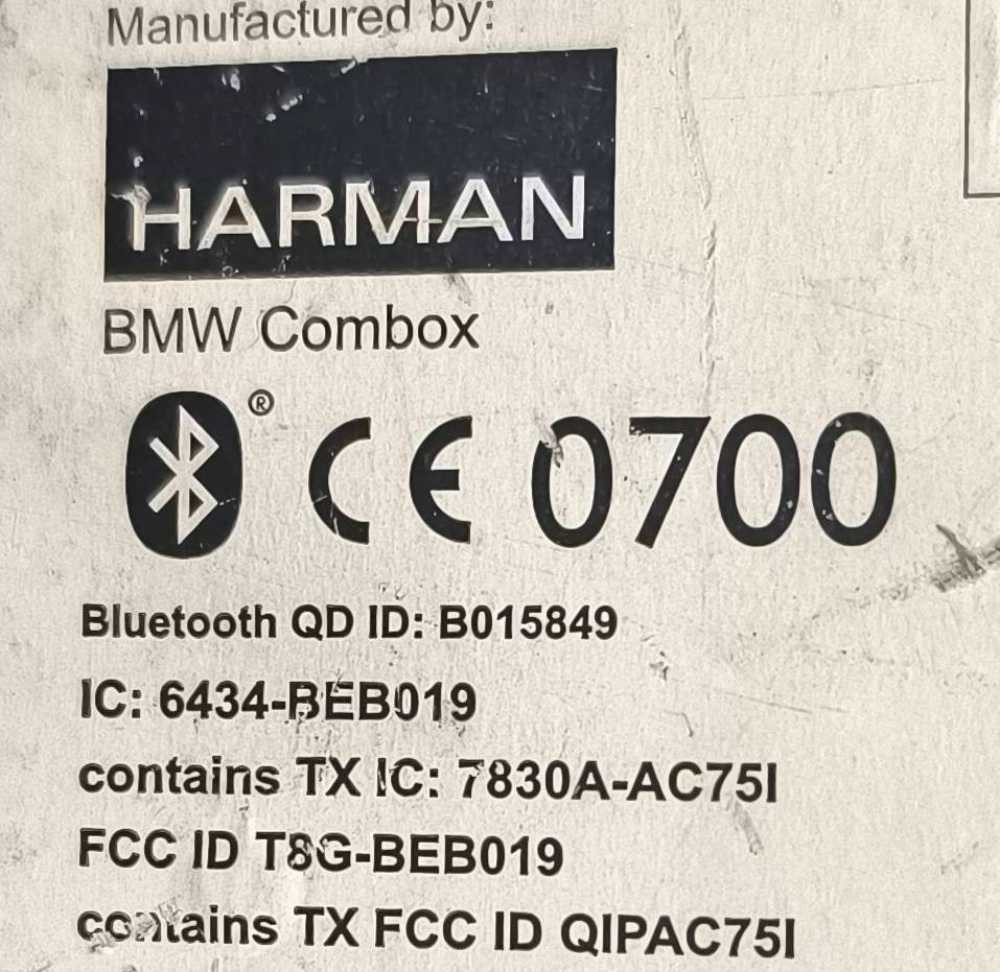 Manufactured by:
HARMAN
BMW Combox
® CE 0700
Bluetooth QD ID: B015849
IC: 6434-BEB019
contains TX IC: 7830A-AC75I
FCC ID T8G-BEB019
contains TX FCC ID QIPAC75I